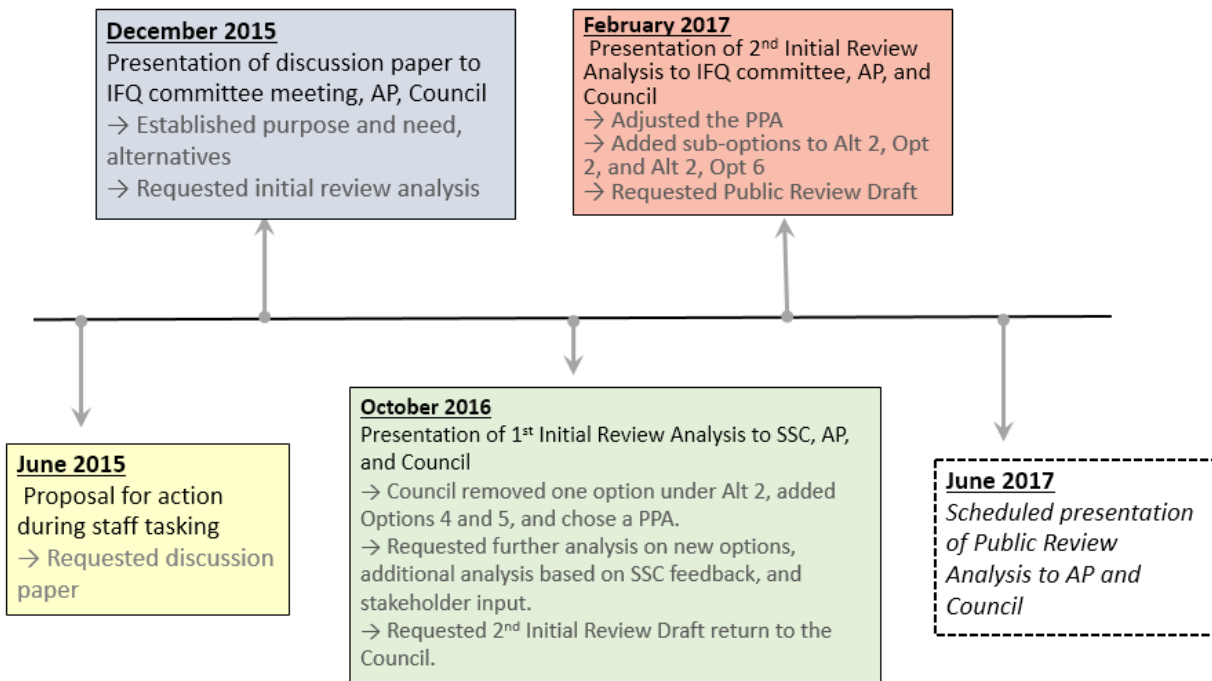 December 2015
Presentation of discussion paper to
IFQ committee meeting, AP, Council
→ Established purpose and need,
alternatives
→ Requested initial review analysis
February 2017
Presentation of 2nd Initial Review
Analysis to IFQ committee, AP, and
Council
→ Adjusted the PPA
→ Added sub-options to Alt 2, Opt
2, and Alt 2, Opt 6
→ Requested Public Review Draft
June 2015
Proposal for action
during staff tasking
→ Requested discussion
paper
October 2016
Presentation of 1st Initial Review Analysis to SSC, AP,
and Council
→ Council removed one option under Alt 2, added
Options 4 and 5, and chose a PPA.
→ Requested further analysis on new options,
additional analysis based on SSC feedback, and
stakeholder input.
→ Requested 2nd Initial Review Draft return to the
Council.
June 2017
Scheduled presentation
of Public Review
Analysis to AP and
Council